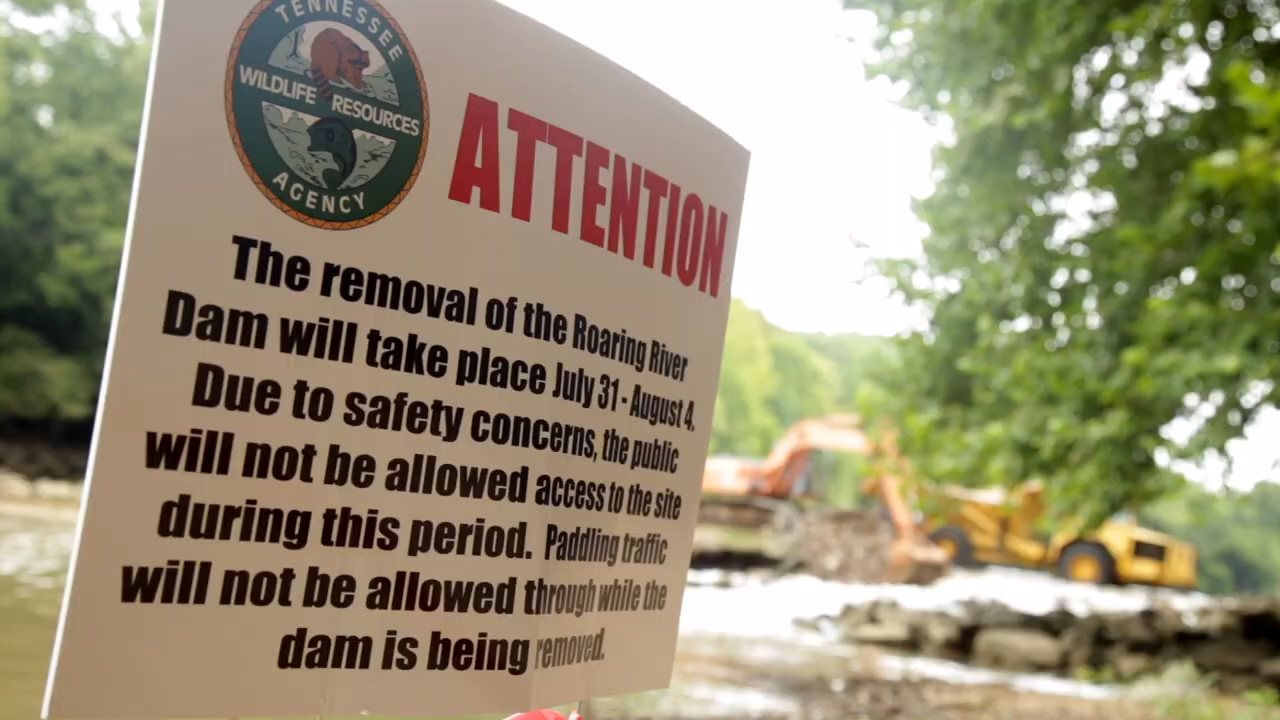 TENNESSEE
WILDLIFE RESOURCES
AGENCY
ATTENTION
The removal of the Roaring River
Dam will take place July 31 - August 4.
Due to safety concerns, the public
will not be allowed access to the site
during this period. Paddling traffic
will not be allowed through while the
dam is being removed.